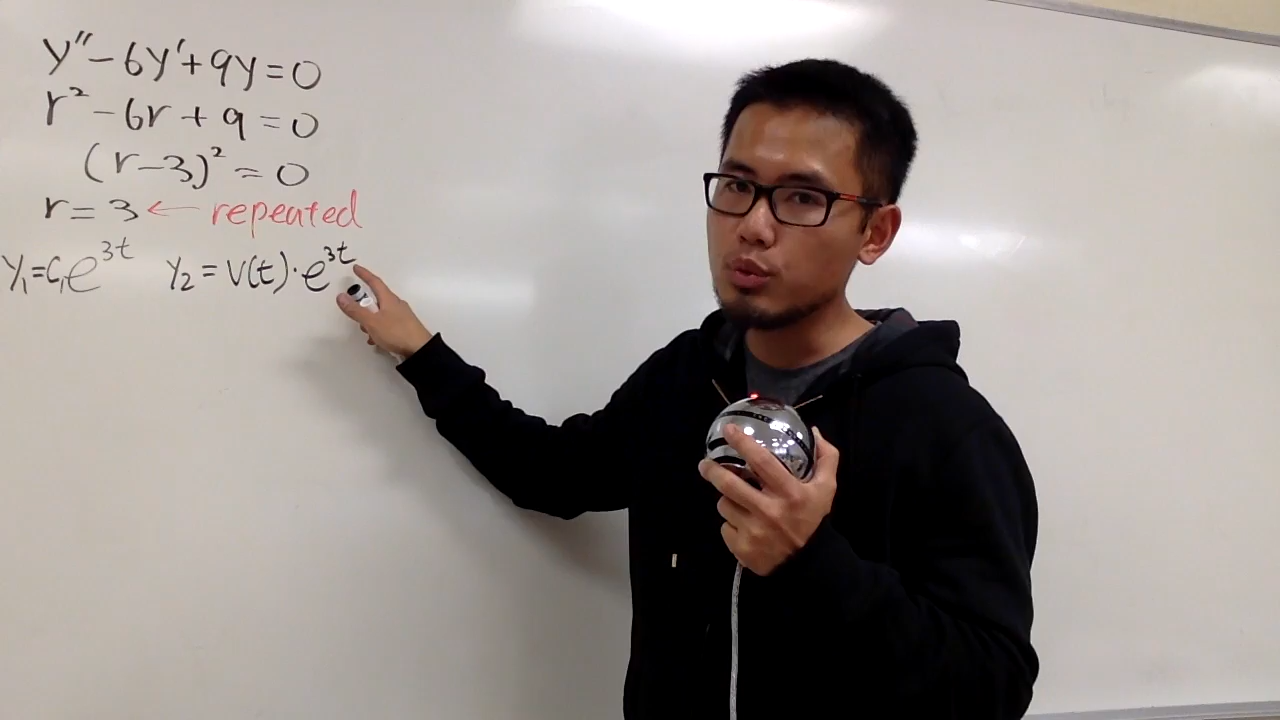 y'' - 6y' + 9y = 0
r² - 6r + 9 = 0
(r-3)² = 0
r = 3 ← repeated
y₁ = c₁e^{3t} y₂ = v(t)·e^{3t}